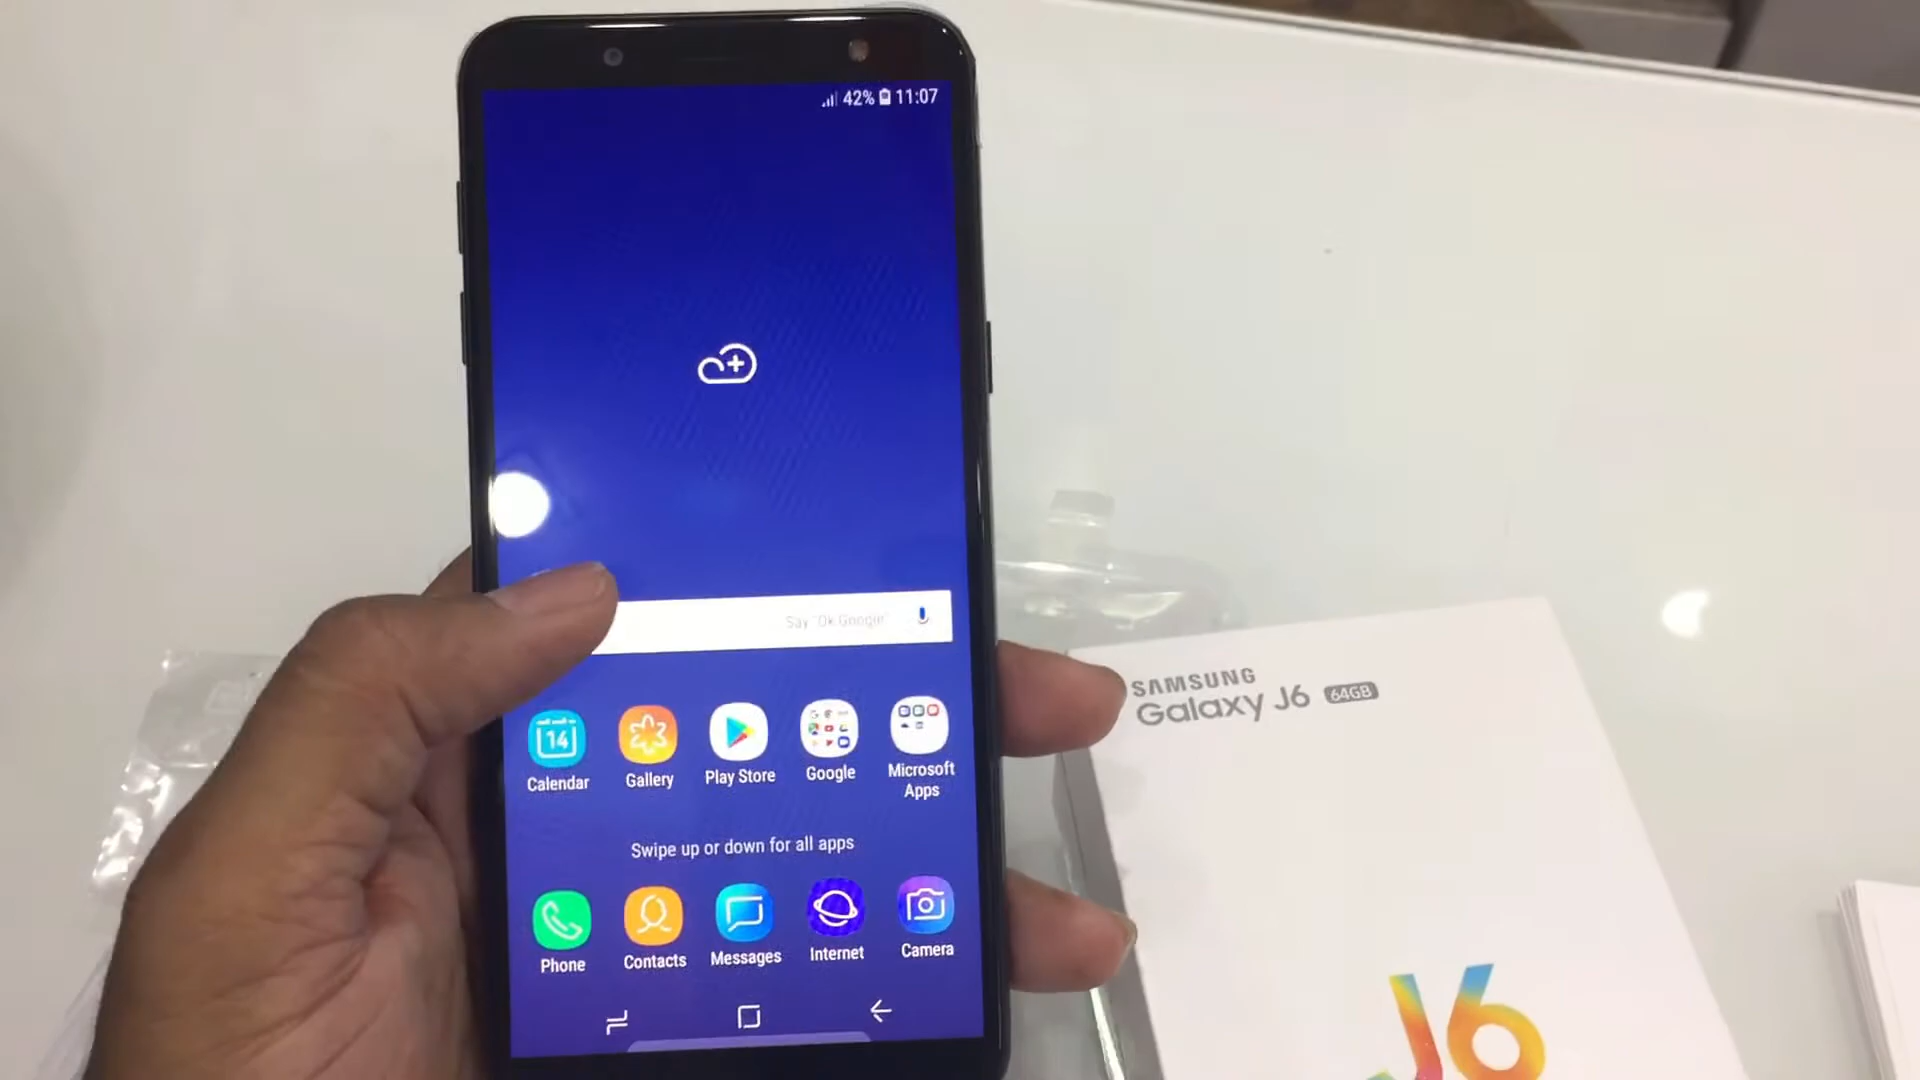 42% 11:07
Say "Ok Google"
14
Calendar
Gallery
Play Store
Google
Microsoft
Apps
Swipe up or down for all apps
Phone
Contacts
Messages
Internet
Camera
SAMSUNG
Galaxy J6 64GB
J6